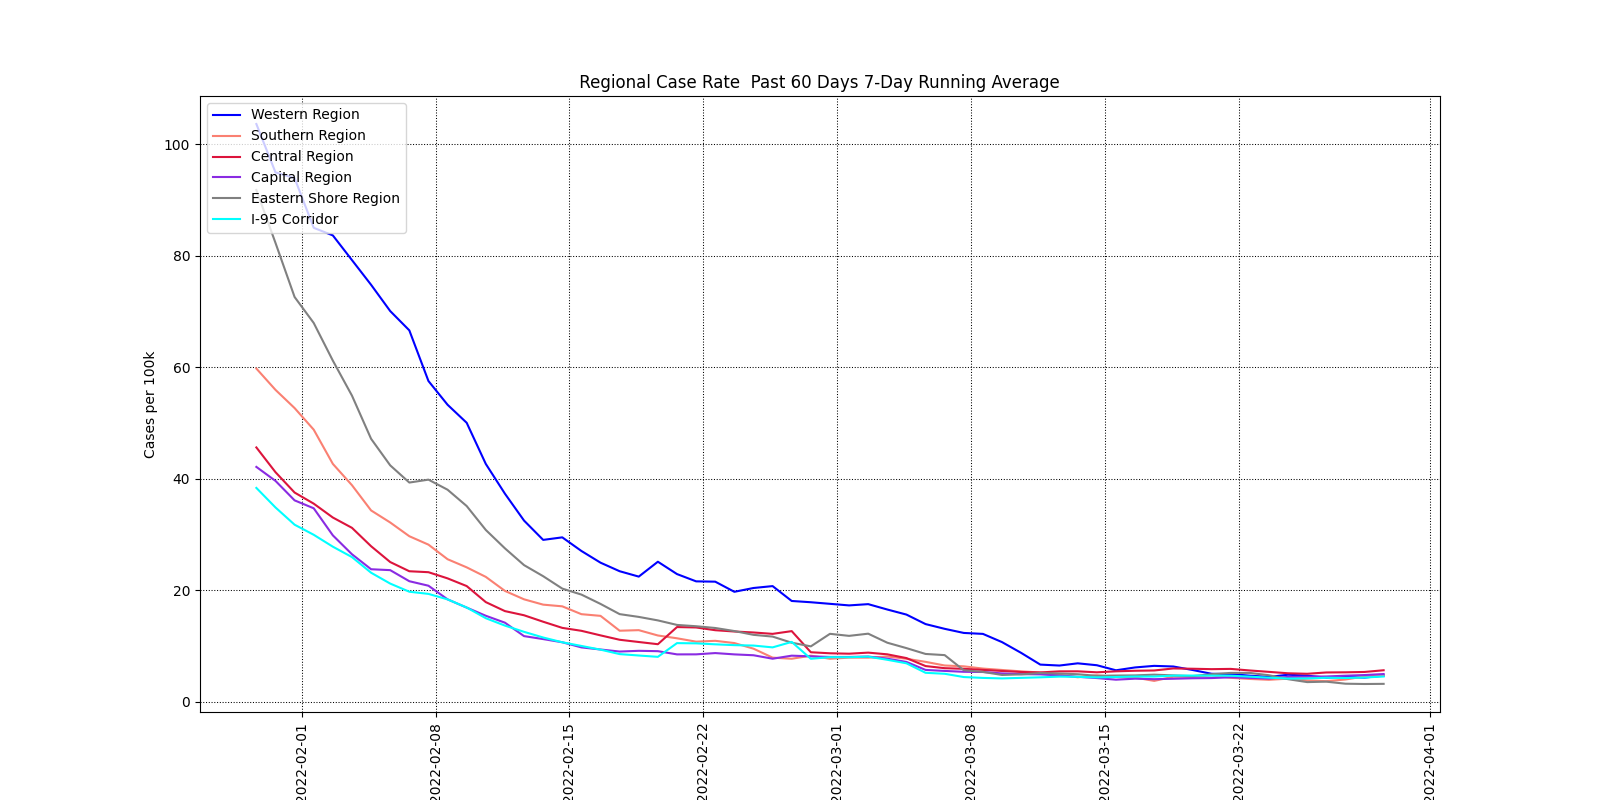 Regional Case Rate  Past 60 Days 7-Day Running Average
Western Region
Southern Region
Central Region
Capital Region
Eastern Shore Region
I-95 Corridor
Cases per 100k
100
80
60
40
20
0
2022-02-01
2022-02-08
2022-02-15
2022-02-22
2022-03-01
2022-03-08
2022-03-15
2022-03-22
2022-04-01